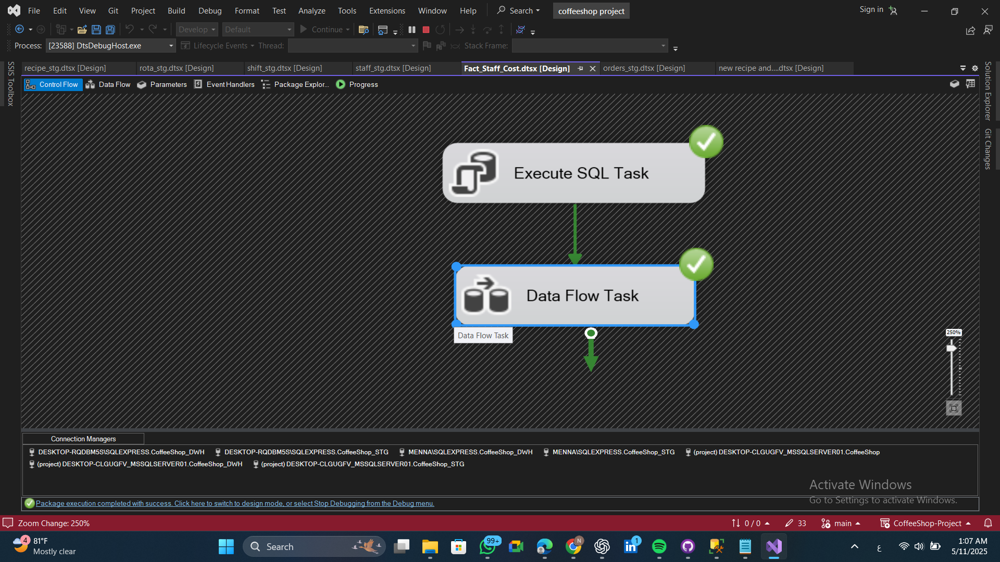 File Edit View Git Project Build Debug Format Test Analyze Tools Extensions Window Help Search coffeeshop project Sign in
Develop Default Continue
Process: [23588] DtsDebugHost.exe Lifecycle Events Thread: Stack Frame:
SSIS Toolbox
recipe_stg.dtsx [Design] rota_stg.dtsx [Design] shift_stg.dtsx [Design] staff_stg.dtsx [Design] Fact_Staff_Cost.dtsx [Design] orders_stg.dtsx [Design] new recipe and....dtsx [Design]
Control Flow Data Flow Parameters Event Handlers Package Explor... Progress
Solution Explorer
Git Changes
Execute SQL Task
Data Flow Task
Data Flow Task
250%
Connection Managers
DESKTOP-RQDBM5S\SQLEXPRESS.CoffeeShop_DWH DESKTOP-RQDBM5S\SQLEXPRESS.CoffeeShop_STG MENNA\SQLEXPRESS.CoffeeShop_DWH MENNA\SQLEXPRESS.CoffeeShop_STG (project) DESKTOP-CLGUGFV_MSSQLSERVER01.CoffeeShop
(project) DESKTOP-CLGUGFV_MSSQLSERVER01.CoffeeShop_DWH (project) DESKTOP-CLGUGFV_MSSQLSERVER01.CoffeeShop_STG
Activate Windows
Go to Settings to activate Windows.
Package execution completed with success. Click here to switch to design mode, or select Stop Debugging from the Debug menu.
Zoom Change: 250% 0 / 0 33 main CoffeeShop-Project
4 81°F
Mostly clear
Search
99+
N
1
ع
1:07 AM
5/11/2025